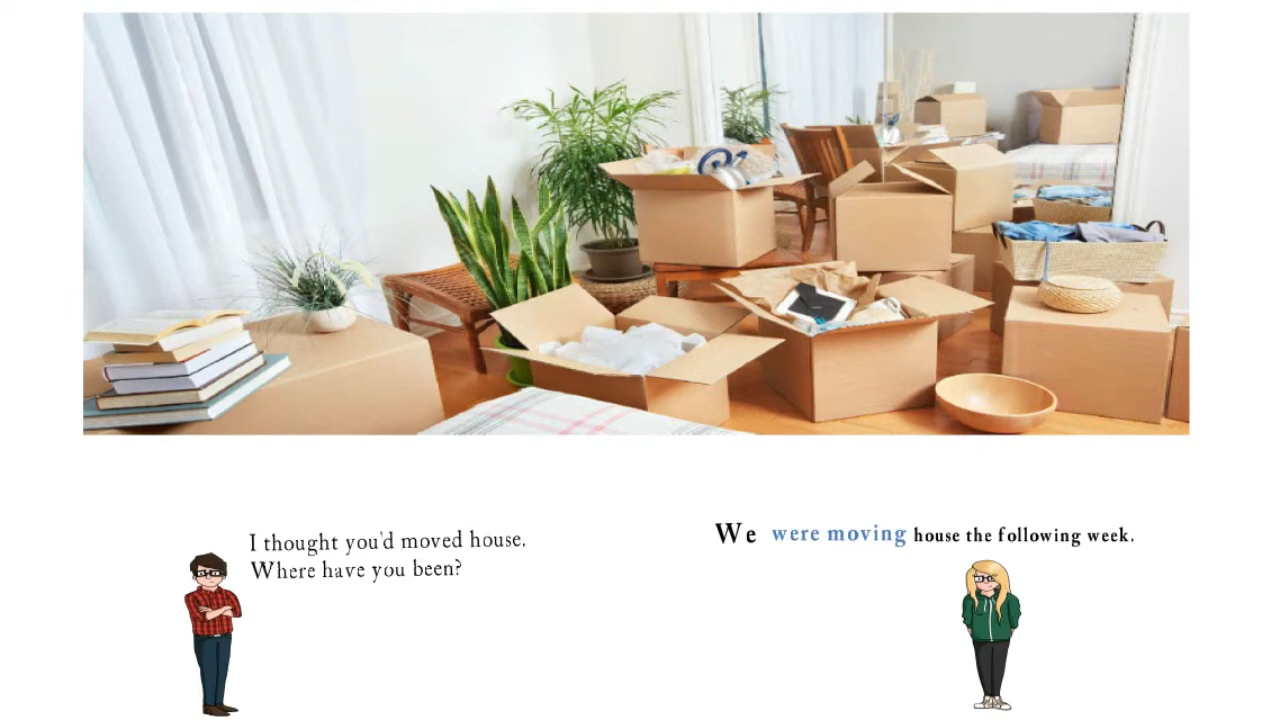 I thought you'd moved house.
Where have you been?
We were moving house the following week.